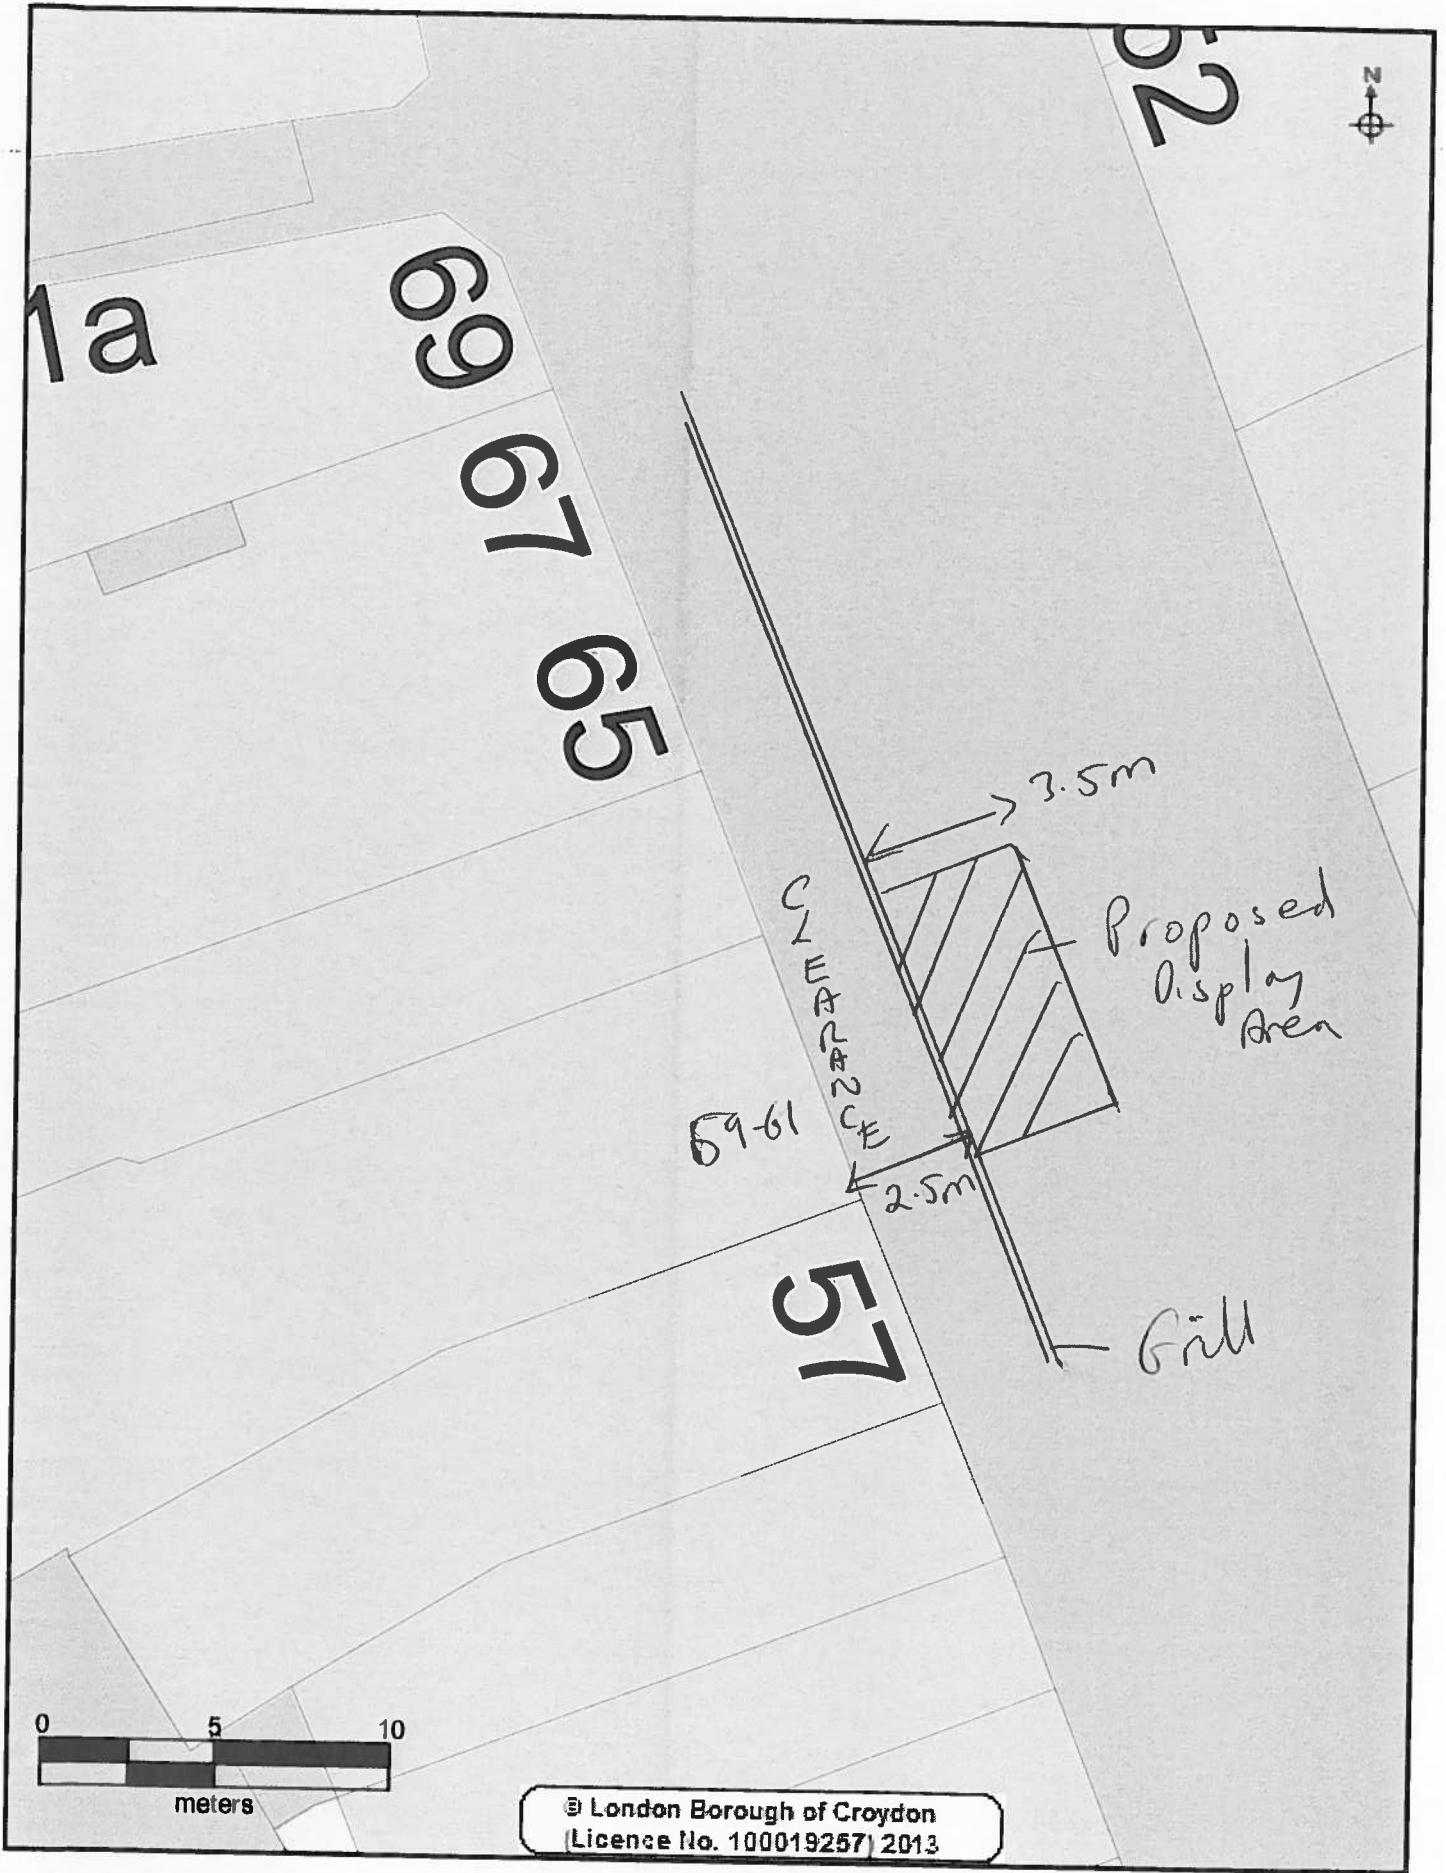 52
N
1a
69
67
65
3.5m
CLEARANCE
Proposed
Display
Area
59-61
2.5m
57
Grill
0 5 10
meters
© London Borough of Croydon
(Licence No. 100019257) 2013